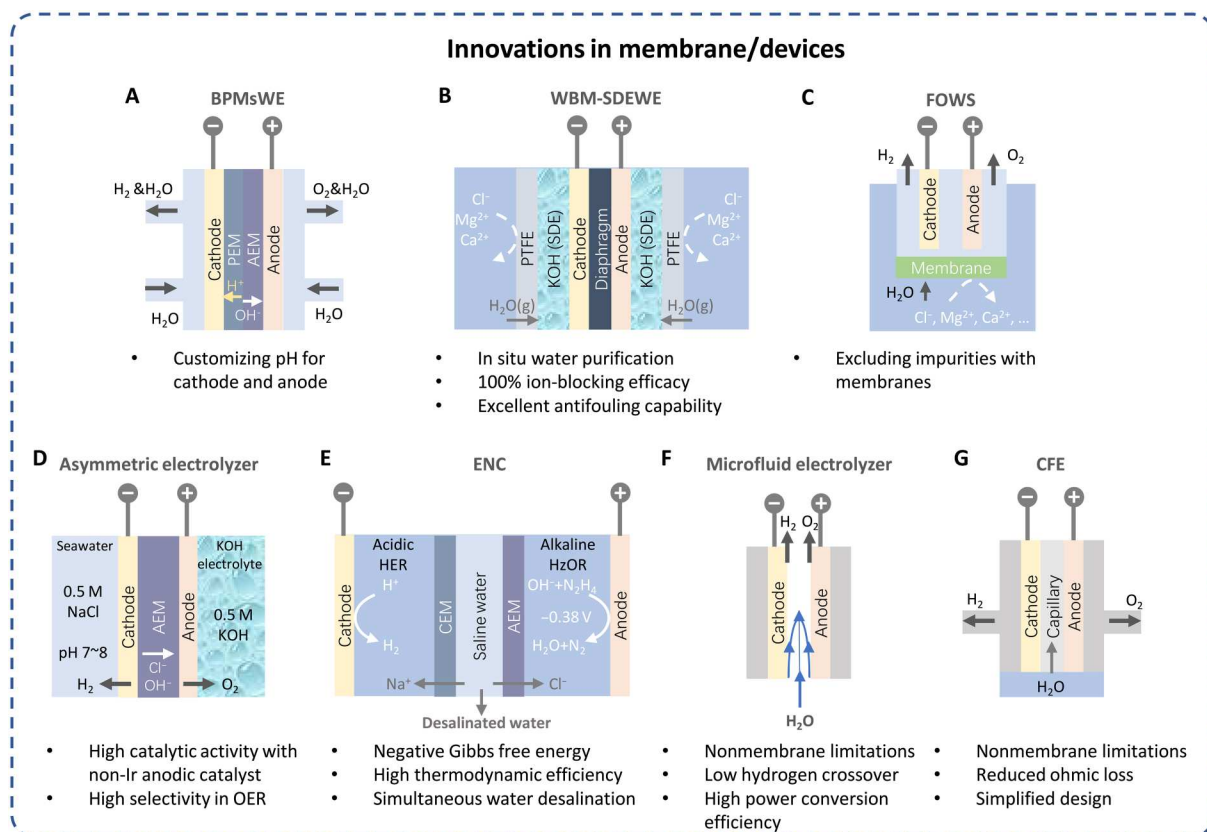 Innovations in membrane/devices
A
BPMsWE
−
+
H₂ &H₂O
O₂&H₂O
Cathode
PEM
AEM
Anode
H⁺
OH⁻
H₂O
H₂O
• Customizing pH for
cathode and anode
B
WBM-SDEWE
−
+
Cl⁻
Mg²⁺
Ca²⁺
PTFE
KOH (SDE)
Cathode
Diaphragm
Anode
KOH (SDE)
PTFE
Cl⁻
Mg²⁺
Ca²⁺
H₂O(g)
H₂O(g)
• In situ water purification
• 100% ion-blocking efficacy
• Excellent antifouling capability
C
FOWS
−
+
H₂
O₂
Cathode
Anode
Membrane
H₂O
Cl⁻, Mg²⁺, Ca²⁺, ...
• Excluding impurities with
membranes
D
Asymmetric electrolyzer
−
+
Seawater
0.5 M
NaCl
pH 7~8
Cathode
AEM
Anode
KOH
electrolyte
0.5 M
KOH
Cl⁻
OH⁻
H₂
O₂
• High catalytic activity with
non-Ir anodic catalyst
• High selectivity in OER
E
ENC
−
+
Cathode
Acidic
HER
H⁺
H₂
CEM
Saline water
AEM
Alkaline
HzOR
OH⁻+N₂H₄
−0.38 V
H₂O+N₂
Anode
Na⁺
Cl⁻
Desalinated water
• Negative Gibbs free energy
• High thermodynamic efficiency
• Simultaneous water desalination
F
Microfluid electrolyzer
−
+
H₂
O₂
Cathode
Anode
H₂O
• Nonmembrane limitations
• Low hydrogen crossover
• High power conversion
efficiency
G
CFE
−
+
H₂
Cathode
Capillary
Anode
O₂
H₂O
• Nonmembrane limitations
• Reduced ohmic loss
• Simplified design